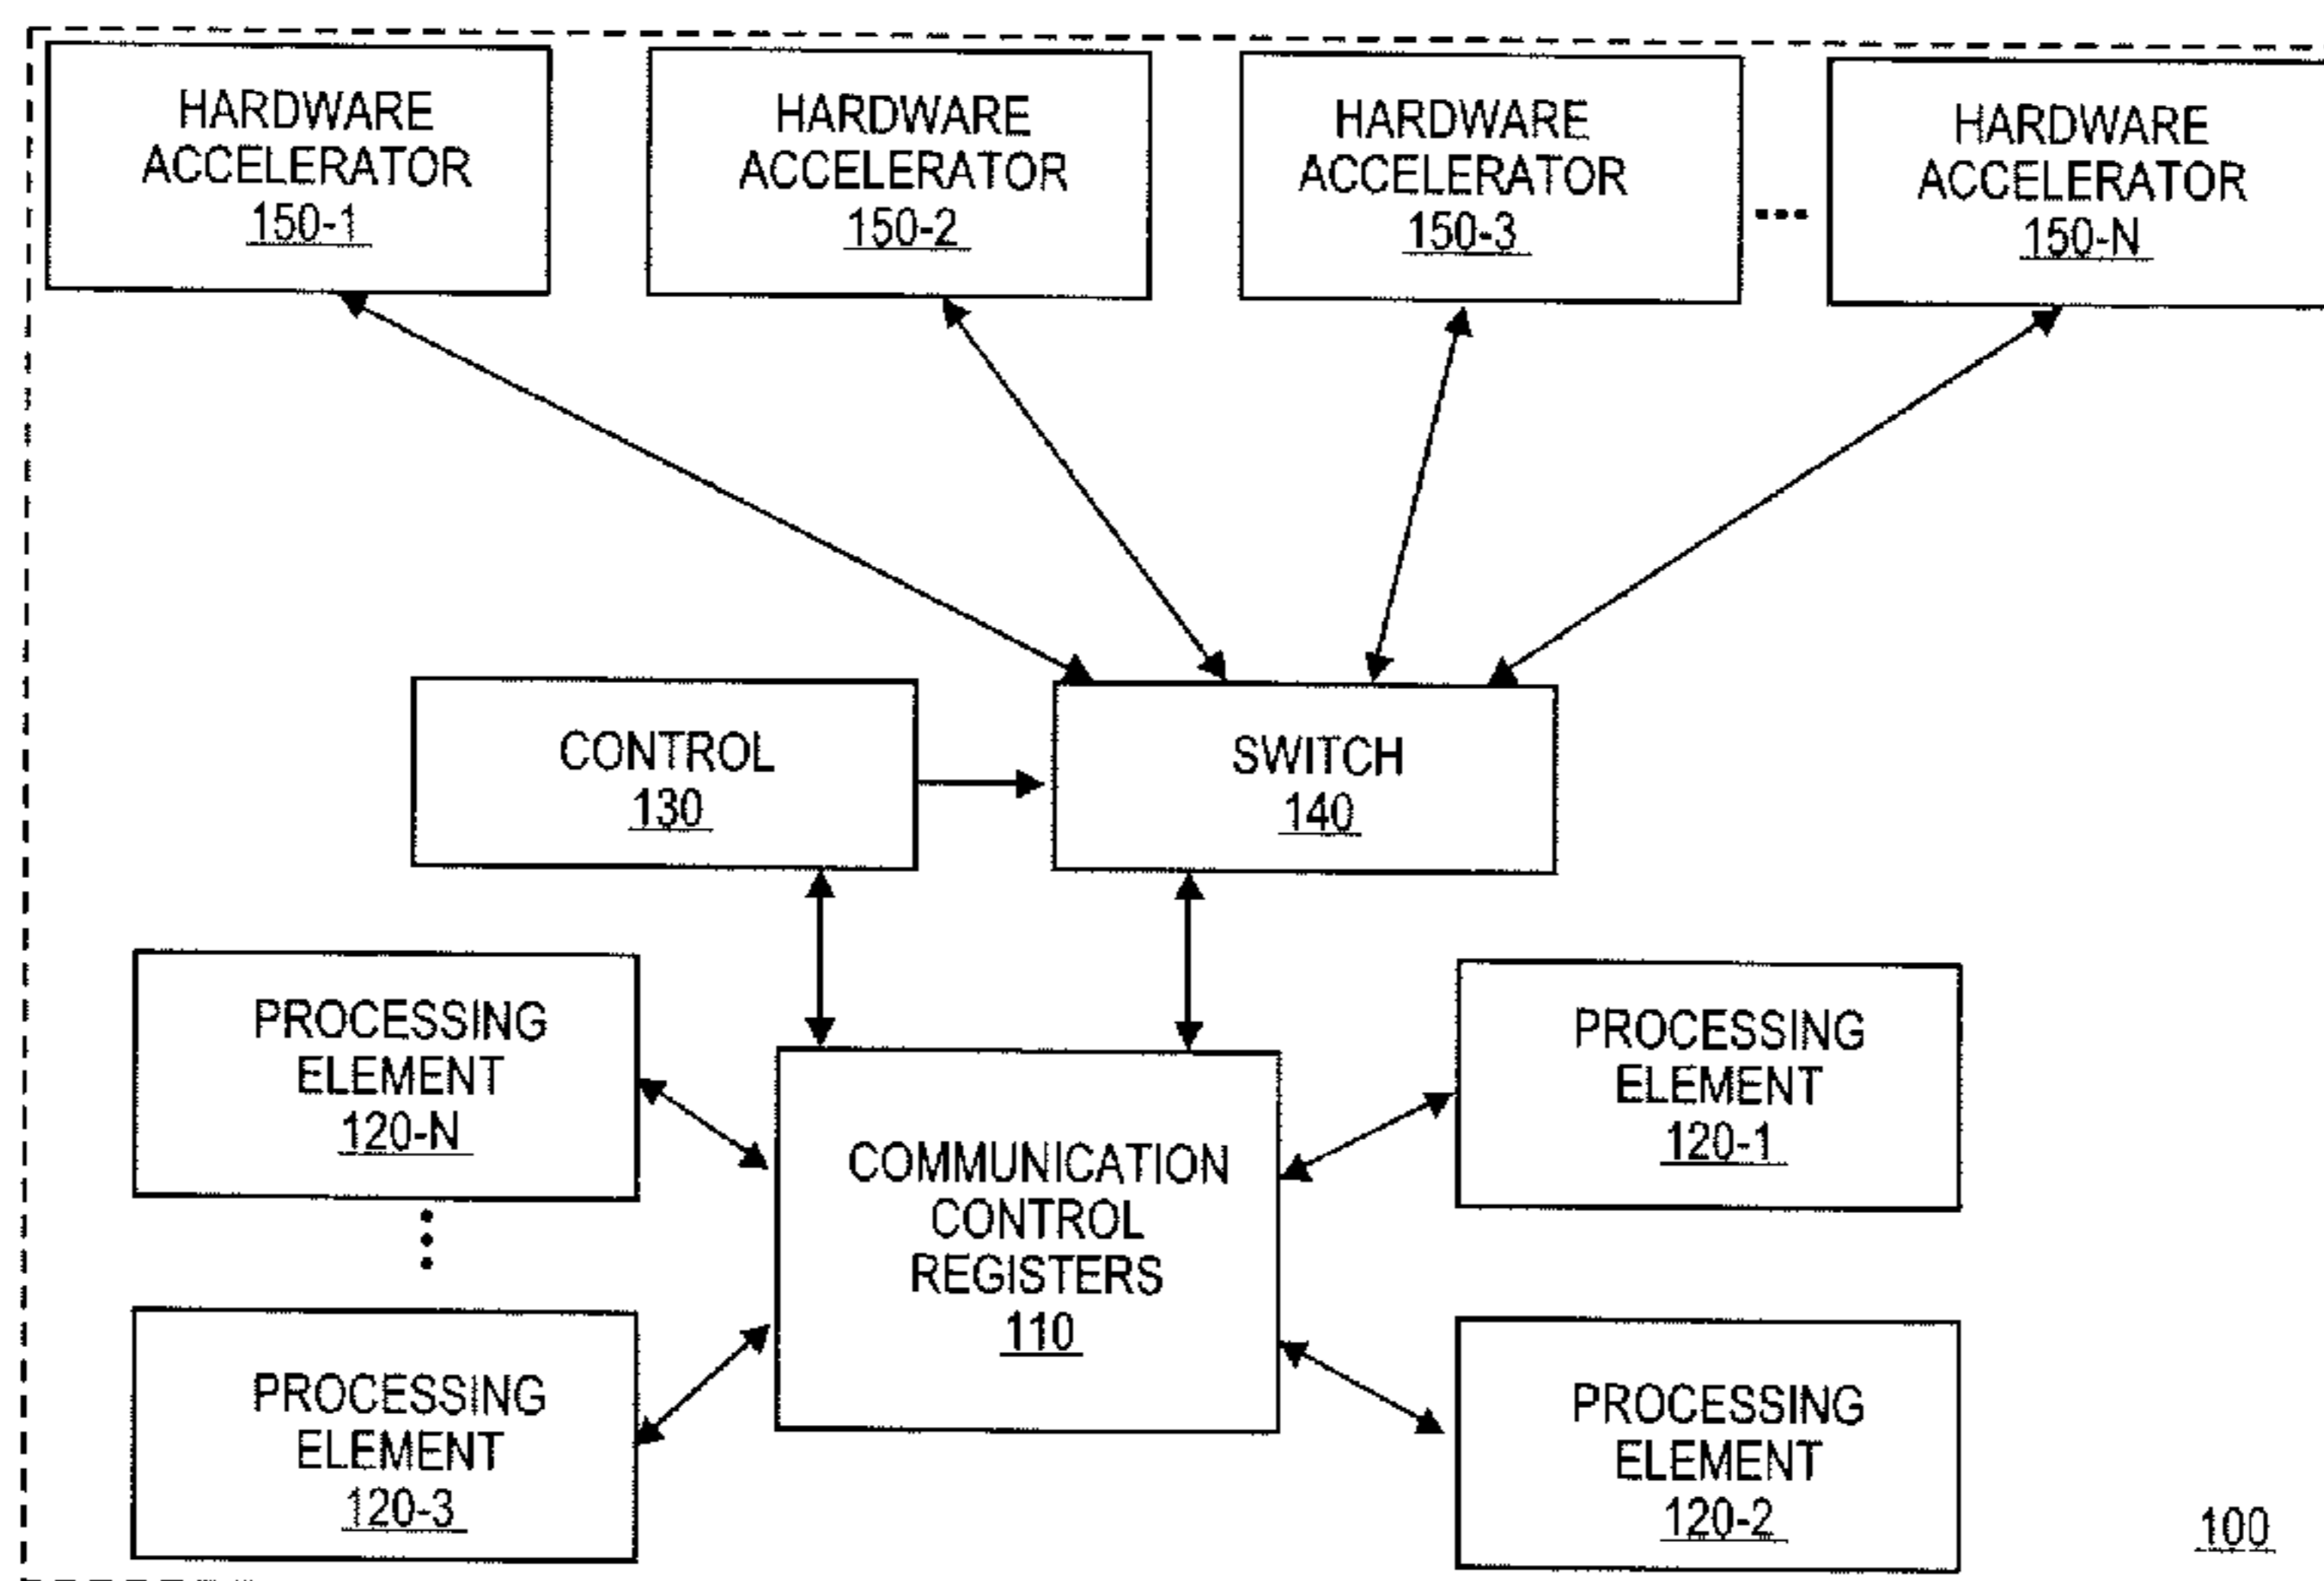 HARDWARE
ACCELERATOR
150-1
HARDWARE
ACCELERATOR
150-2
HARDWARE
ACCELERATOR
150-3
...
HARDWARE
ACCELERATOR
150-N
CONTROL
130
SWITCH
140
PROCESSING
ELEMENT
120-N
COMMUNICATION
CONTROL
REGISTERS
110
PROCESSING
ELEMENT
120-1
PROCESSING
ELEMENT
120-3
PROCESSING
ELEMENT
120-2
100